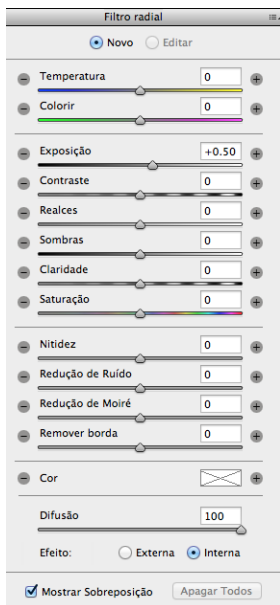 Filtro radial
Novo Editar
Temperatura 0
Colorir 0
Exposição +0.50
Contraste 0
Realces 0
Sombras 0
Claridade 0
Saturação 0
Nitidez 0
Redução de Ruído 0
Redução de Moiré 0
Remover borda 0
Cor
Difusão 100
Efeito: Externa Interna
Mostrar Sobreposição Apagar Todos